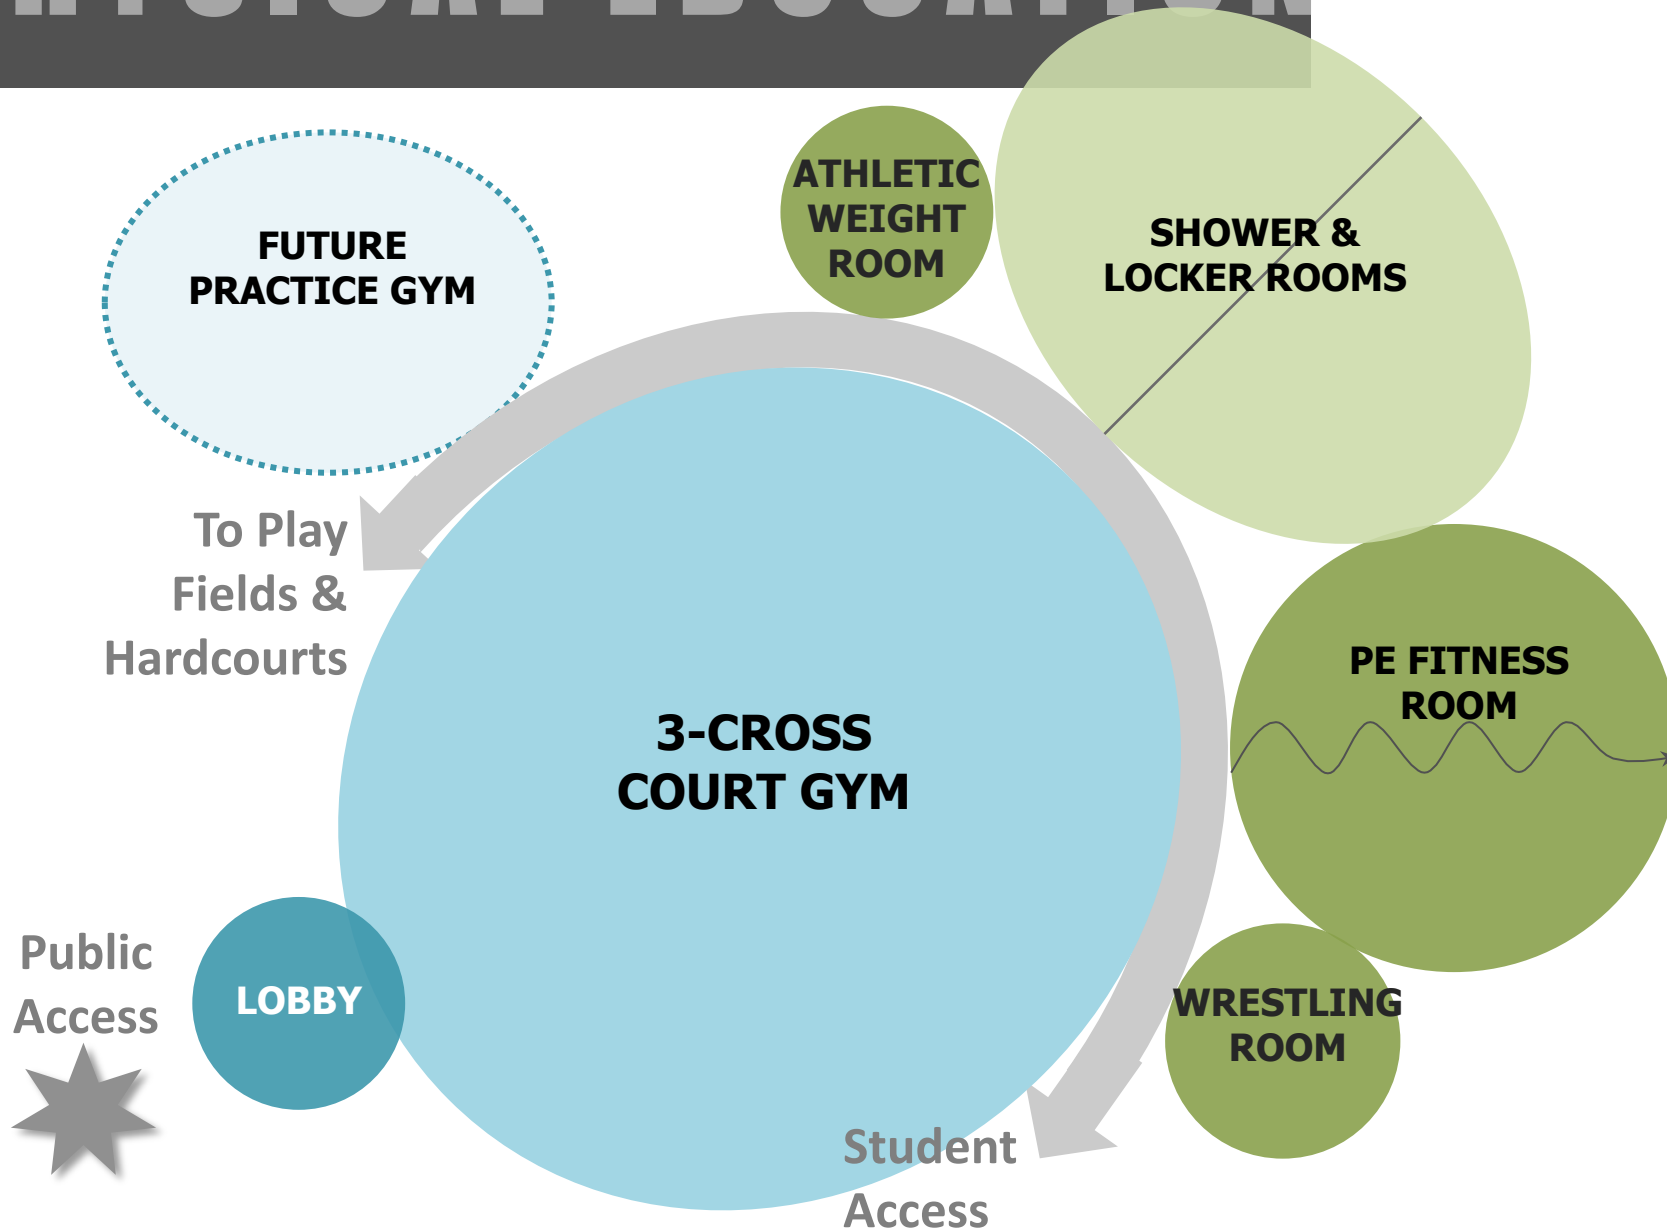 ATHLETIC
WEIGHT
ROOM
SHOWER &
LOCKER ROOMS
FUTURE
PRACTICE GYM
To Play
Fields &
Hardcourts
PE FITNESS
ROOM
3-CROSS
COURT GYM
Public
Access
LOBBY
WRESTLING
ROOM
Student
Access